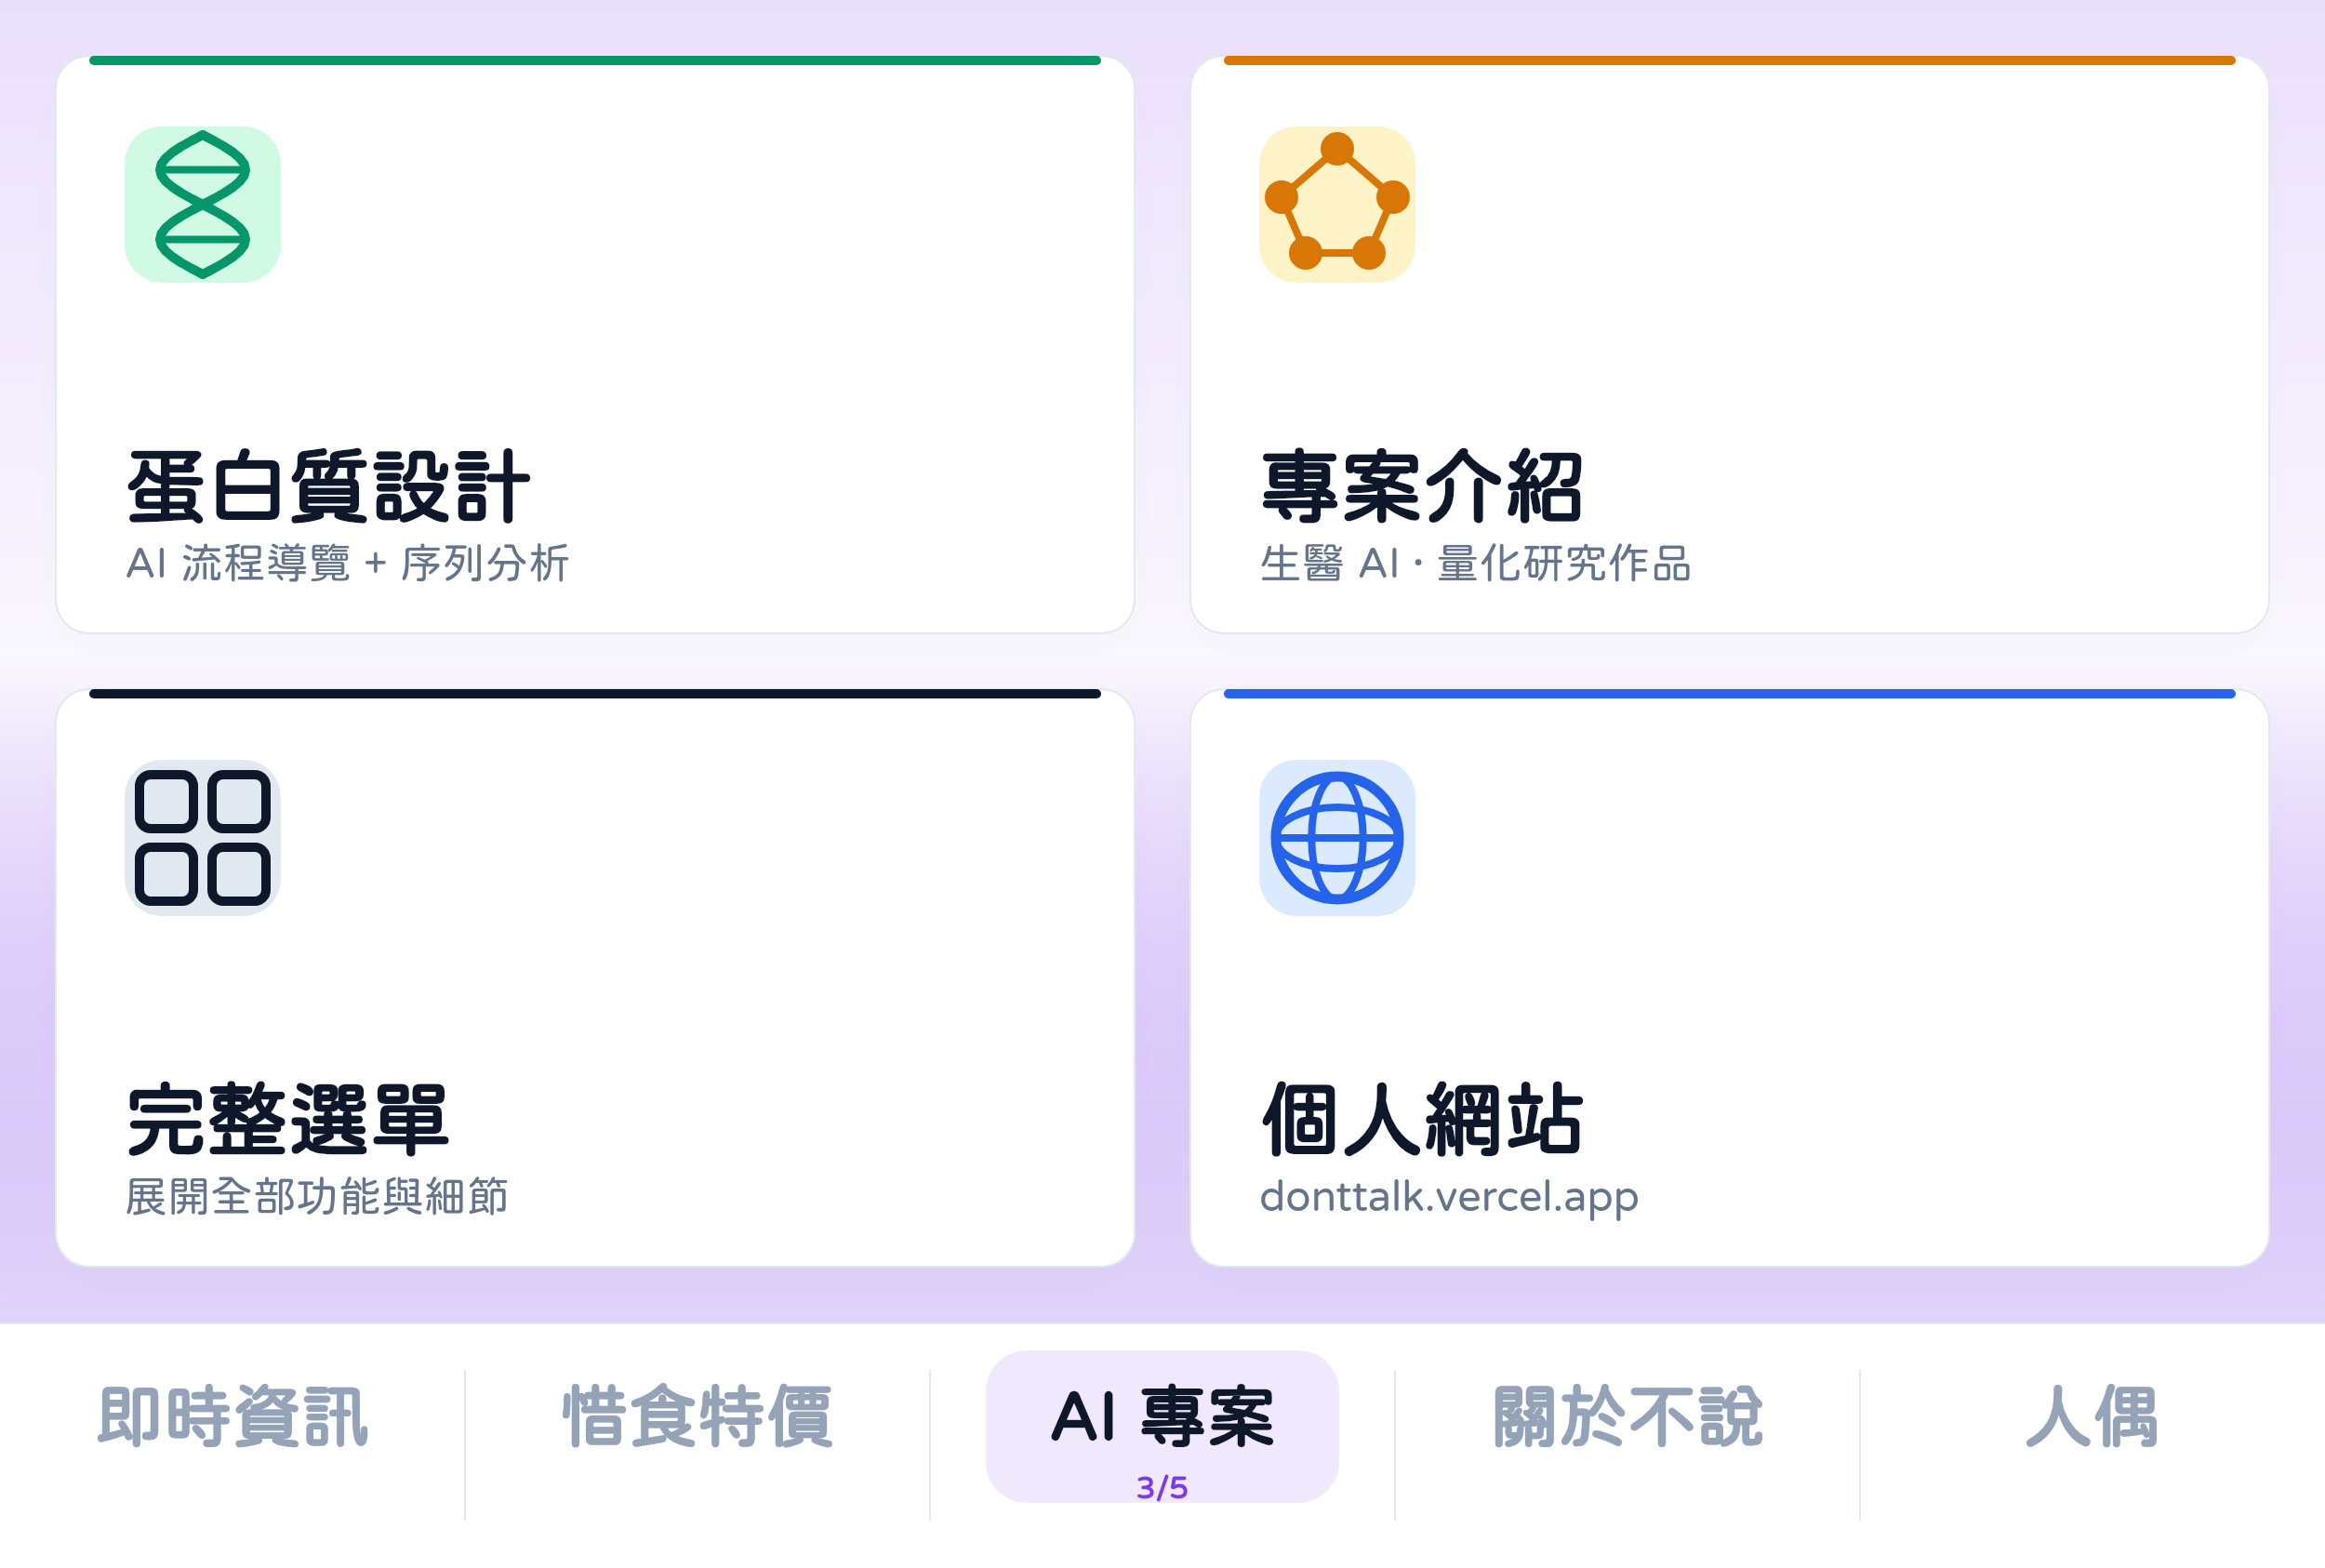 蛋白質設計
AI 流程導覽 + 序列分析
專案介紹
生醫 AI · 量化研究作品
完整選單
展開全部功能與細節
個人網站
donttalk.vercel.app
即時資訊
惜食特價
AI 專案
3/5
關於不說
人偶